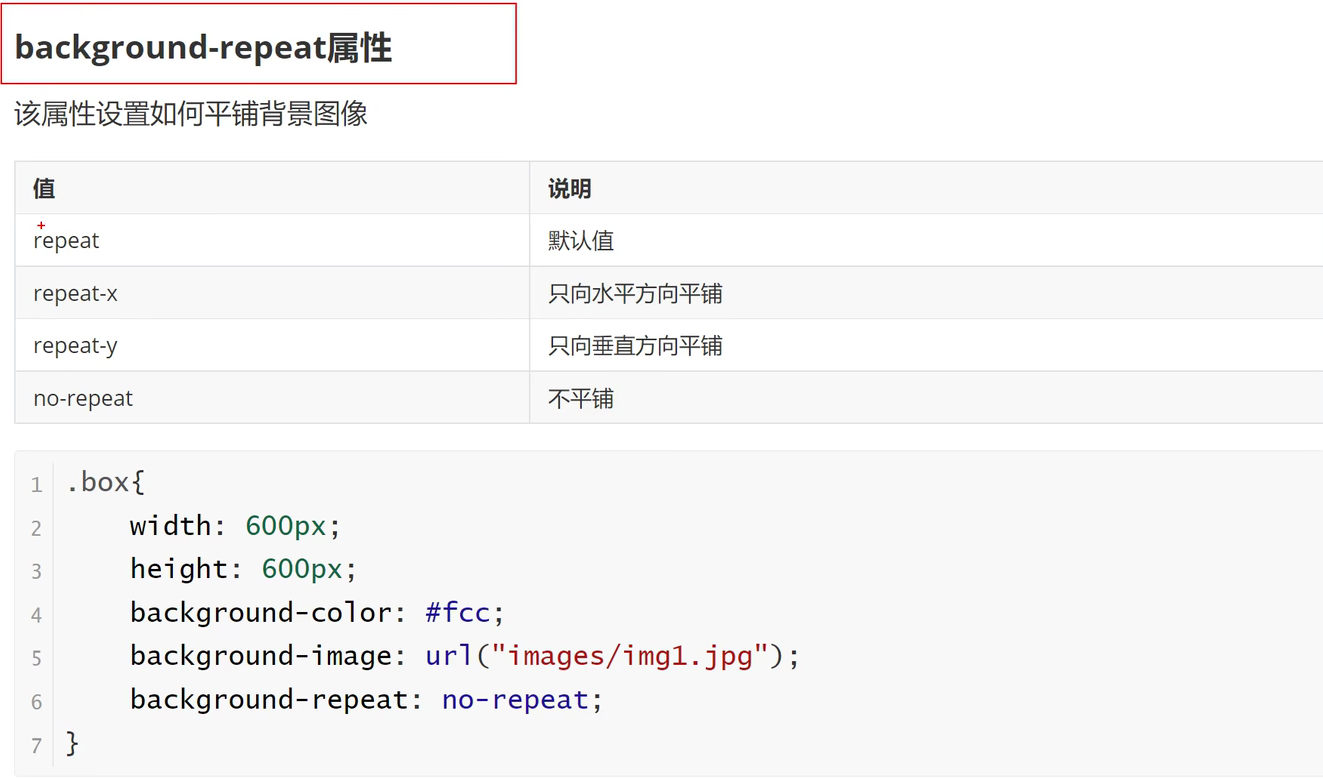 background-repeat属性
该属性设置如何平铺背景图像
值 说明
repeat 默认值
repeat-x 只向水平方向平铺
repeat-y 只向垂直方向平铺
no-repeat 不平铺
1 .box{
2 width: 600px;
3 height: 600px;
4 background-color: #fcc;
5 background-image: url("images/img1.jpg");
6 background-repeat: no-repeat;
7 }